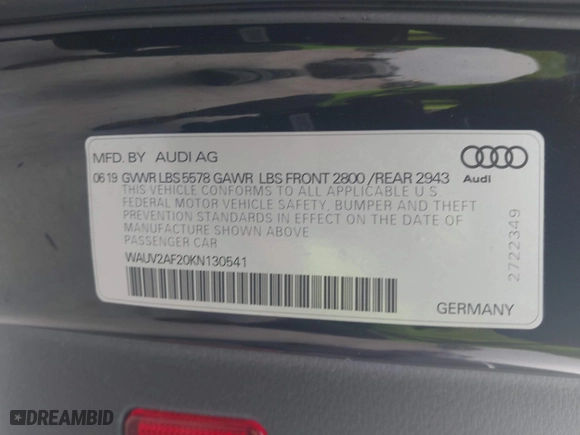 MFD. BY AUDI AG
Audi
06 19 GVWR LBS 5578 GAWR LBS FRONT 2800 /REAR 2943
THIS VEHICLE CONFORMS TO ALL APPLICABLE U.S
FEDERAL MOTOR VEHICLE SAFETY, BUMPER AND THEFT
PREVENTION STANDARDS IN EFFECT ON THE DATE OF
MANUFACTURE SHOWN ABOVE
PASSENGER CAR
WAUV2AF20KN130541
2722349
GERMANY
DREAMBID